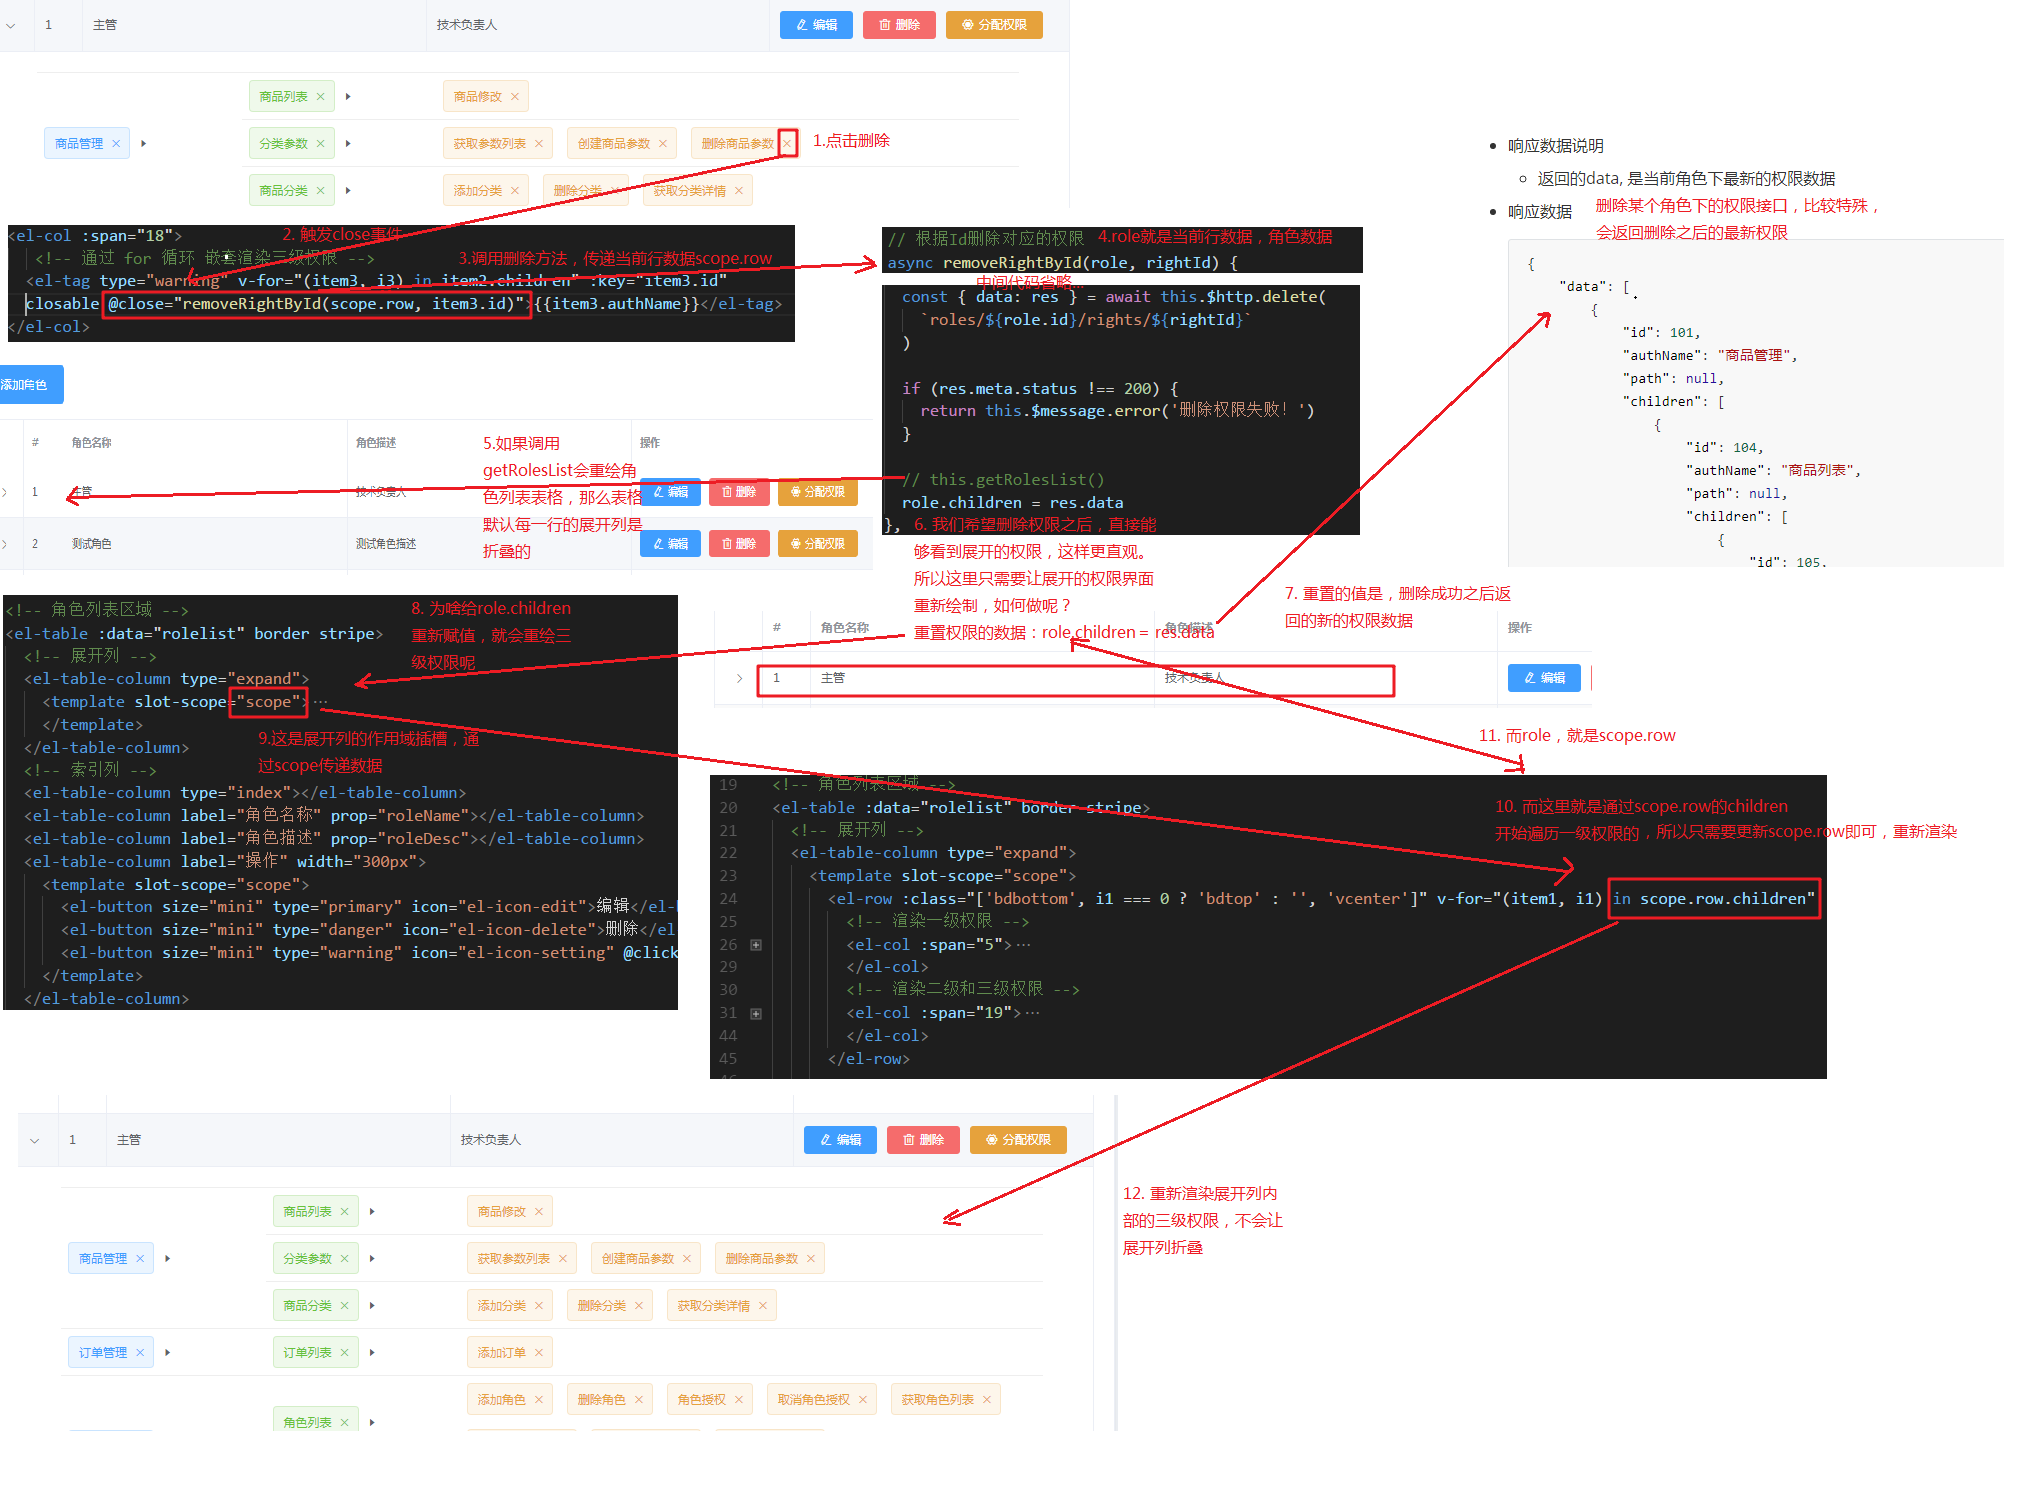 1 主管 技术负责人 编辑 删除 分配权限
商品列表 × 商品修改 ×
商品管理 × 分类参数 × 获取参数列表 × 创建商品参数 × 删除商品参数 × 1.点击删除
商品分类 × 添加分类 × 删除分类 获取分类详情 ×
<el-col :span="18">
2. 触发close事件
<!-- 通过 for 循环 嵌套渲染三级权限 -->
3.调用删除方法，传递当前行数据scope.row
<el-tag type="warning" v-for="(item3, i3) in item2.children" :key="item3.id"
closable @close="removeRightById(scope.row, item3.id)">{{item3.authName}}</el-tag>
</el-col>
// 根据Id删除对应的权限 4.role就是当前行数据，角色数据
async removeRightById(role, rightId) {
中间代码省略...
const { data: res } = await this.$http.delete(
`roles/${role.id}/rights/${rightId}`
)
if (res.meta.status !== 200) {
return this.$message.error('删除权限失败！')
}
// this.getRolesList()
role.children = res.data
},
响应数据说明
返回的data, 是当前角色下最新的权限数据
响应数据
删除某个角色下的权限接口，比较特殊，
会返回删除之后的最新权限
{
"data": [
{
"id": 101,
"authName": "商品管理",
"path": null,
"children": [
{
"id": 104,
"authName": "商品列表",
"path": null,
"children": [
{
"id": 105,
添加角色
# 角色名称 角色描述 操作
1 主管 技术负责人 编辑 删除 分配权限
2 测试角色 测试角色描述 编辑 删除 分配权限
5.如果调用
getRolesList会重绘角
色列表表格，那么表格
默认每一行的展开列是
折叠的
6. 我们希望删除权限之后，直接能
够看到展开的权限，这样更直观。
所以这里只需要让展开的权限界面
重新绘制，如何做呢？
重置权限的数据：role.children = res.data
7. 重置的值是，删除成功之后返
回的新的权限数据
# 角色名称 角色描述 操作
1 主管 技术负责人 编辑
<!-- 角色列表区域 -->
<el-table :data="rolelist" border stripe>
<!-- 展开列 -->
<el-table-column type="expand">
<template slot-scope="scope">···
</template>
</el-table-column>
<!-- 索引列 -->
<el-table-column type="index"></el-table-column>
<el-table-column label="角色名称" prop="roleName"></el-table-column>
<el-table-column label="角色描述" prop="roleDesc"></el-table-column>
<el-table-column label="操作" width="300px">
<template slot-scope="scope">
<el-button size="mini" type="primary" icon="el-icon-edit">编辑</el-
<el-button size="mini" type="danger" icon="el-icon-delete">删除</el
<el-button size="mini" type="warning" icon="el-icon-setting" @click
</template>
</el-table-column>
8. 为啥给role.children
重新赋值，就会重绘三
级权限呢
9.这是展开列的作用域插槽，通
过scope传递数据
11. 而role，就是scope.row
19 <!-- 角色列表区域 -->
20 <el-table :data="rolelist" border stripe>
21 <!-- 展开列 -->
22 <el-table-column type="expand">
23 <template slot-scope="scope">
24 <el-row :class="['bdbottom', i1 === 0 ? 'bdtop' : '', 'vcenter']" v-for="(item1, i1) in scope.row.children"
25 <!-- 渲染一级权限 -->
26 <el-col :span="5">···
29 </el-col>
30 <!-- 渲染二级和三级权限 -->
31 <el-col :span="19">···
44 </el-col>
45 </el-row>
10. 而这里就是通过scope.row的children
开始遍历一级权限的，所以只需要更新scope.row即可，重新渲染
1 主管 技术负责人 编辑 删除 分配权限
商品列表 × 商品修改 ×
商品管理 × 分类参数 × 获取参数列表 × 创建商品参数 × 删除商品参数 ×
商品分类 × 添加分类 × 删除分类 × 获取分类详情 ×
订单管理 × 订单列表 × 添加订单 ×
添加角色 × 删除角色 × 角色授权 × 取消角色授权 × 获取角色列表 ×
角色列表 ×
12. 重新渲染展开列内
部的三级权限，不会让
展开列折叠